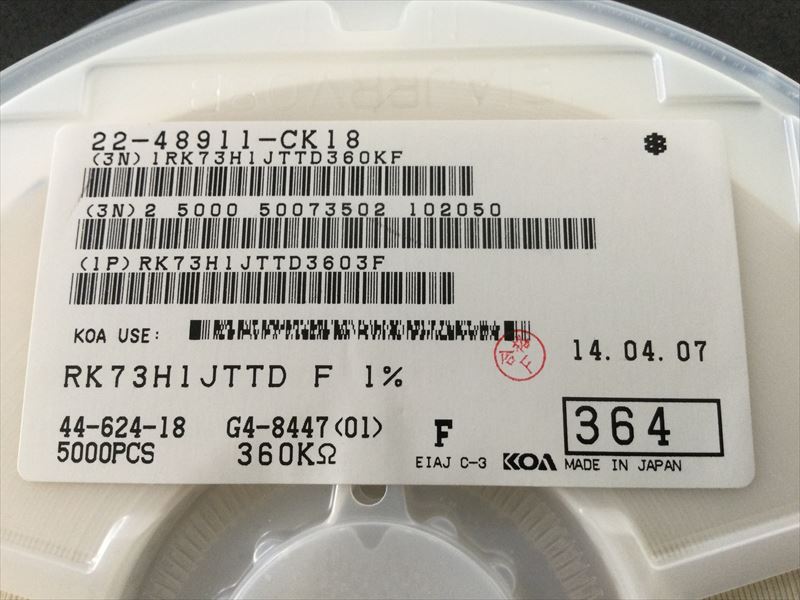 22-48911-CK18
(3N)1RK73H1JTTD360KF
(3N)2 5000 50073502 102050
(1P)RK73H1JTTD3603F
KOA USE:
14.04.07
RK73H1JTTD F 1%
44-624-18 G4-8447(01) F 364
5000PCS 360KΩ EIAJ C-3 KOA MADE IN JAPAN